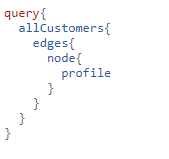 query{
  allCustomers{
    edges{
      node{
        profile
      }
    }
  }
}